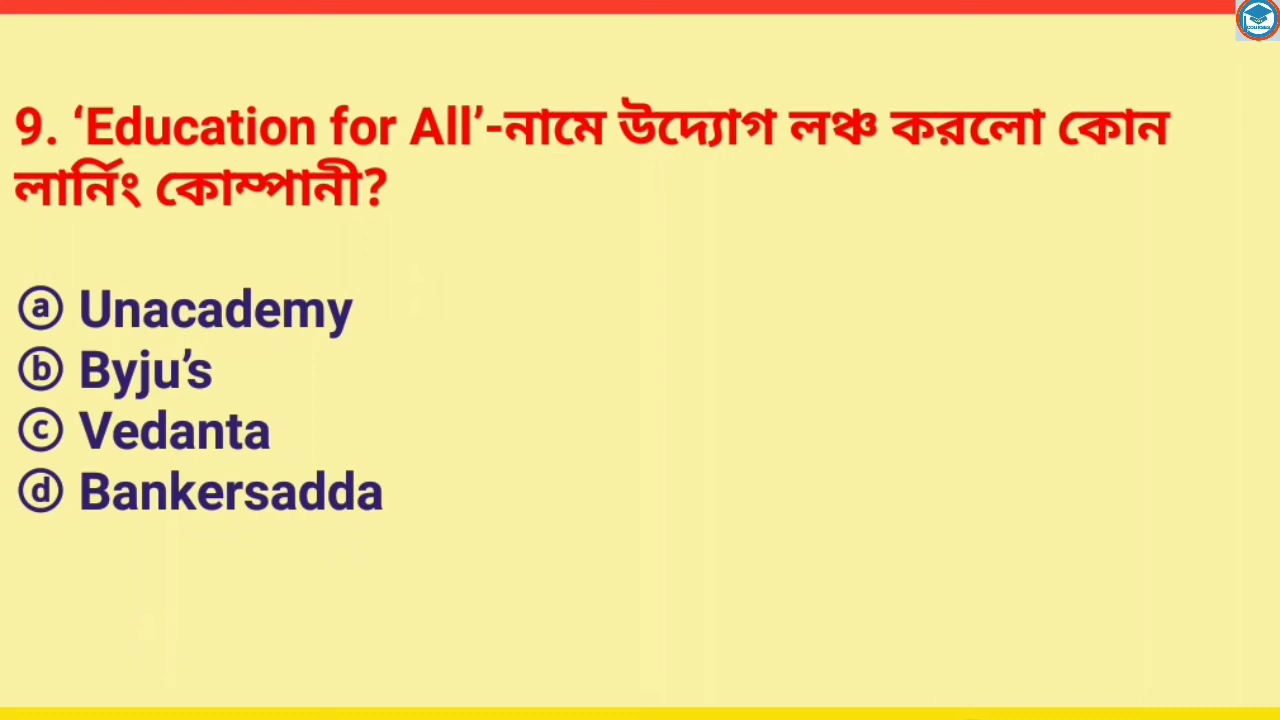 9. ‘Education for All’-নামে উদ্যোগ লঞ্চ করলো কোন
লার্নিং কোম্পানী?
ⓐ Unacademy
ⓑ Byju’s
ⓒ Vedanta
ⓓ Bankersadda